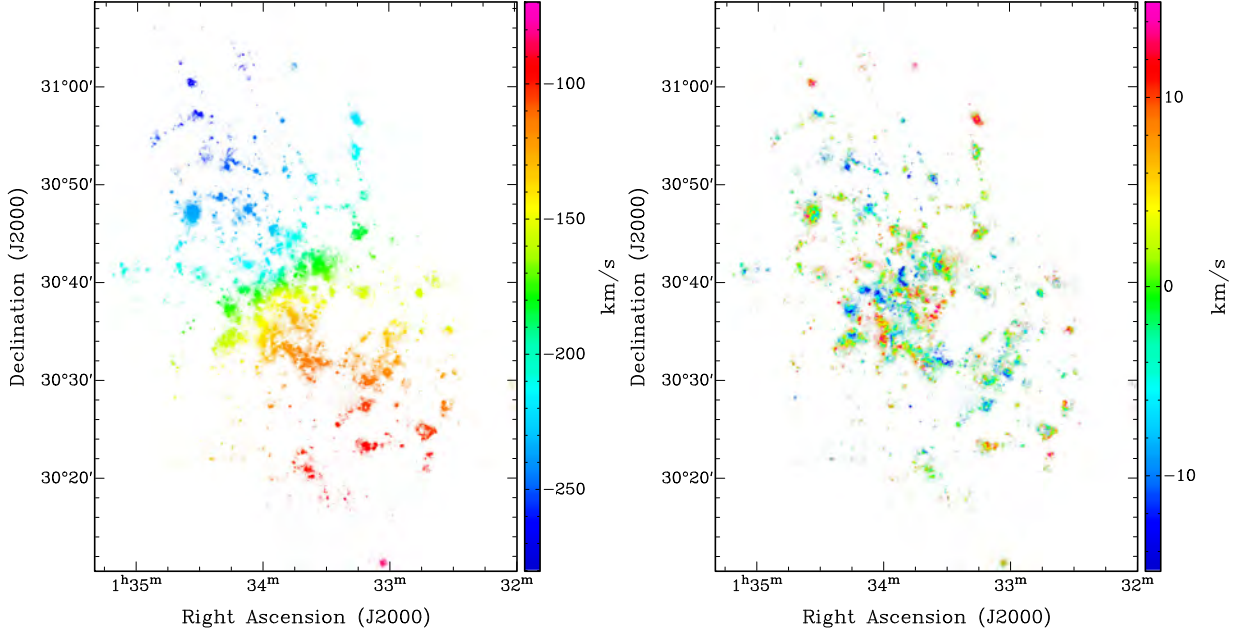 31°00′
30°50′
30°40′
30°30′
30°20′
Declination (J2000)
1ʰ35ᵐ
34ᵐ
33ᵐ
32ᵐ
Right Ascension (J2000)
−100
−150
−200
−250
km/s
31°00′
30°50′
30°40′
30°30′
30°20′
Declination (J2000)
1ʰ35ᵐ
34ᵐ
33ᵐ
32ᵐ
Right Ascension (J2000)
10
0
−10
km/s